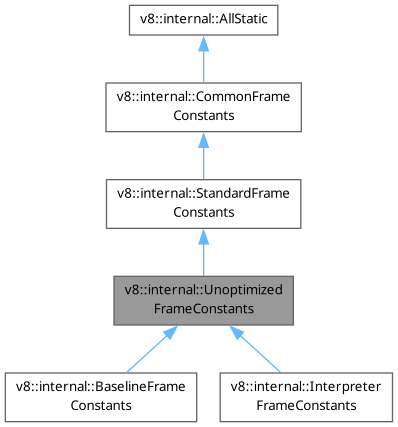 v8::internal::AllStatic
v8::internal::CommonFrame
Constants
v8::internal::StandardFrame
Constants
v8::internal::Unoptimized
FrameConstants
v8::internal::BaselineFrame
Constants
v8::internal::Interpreter
FrameConstants